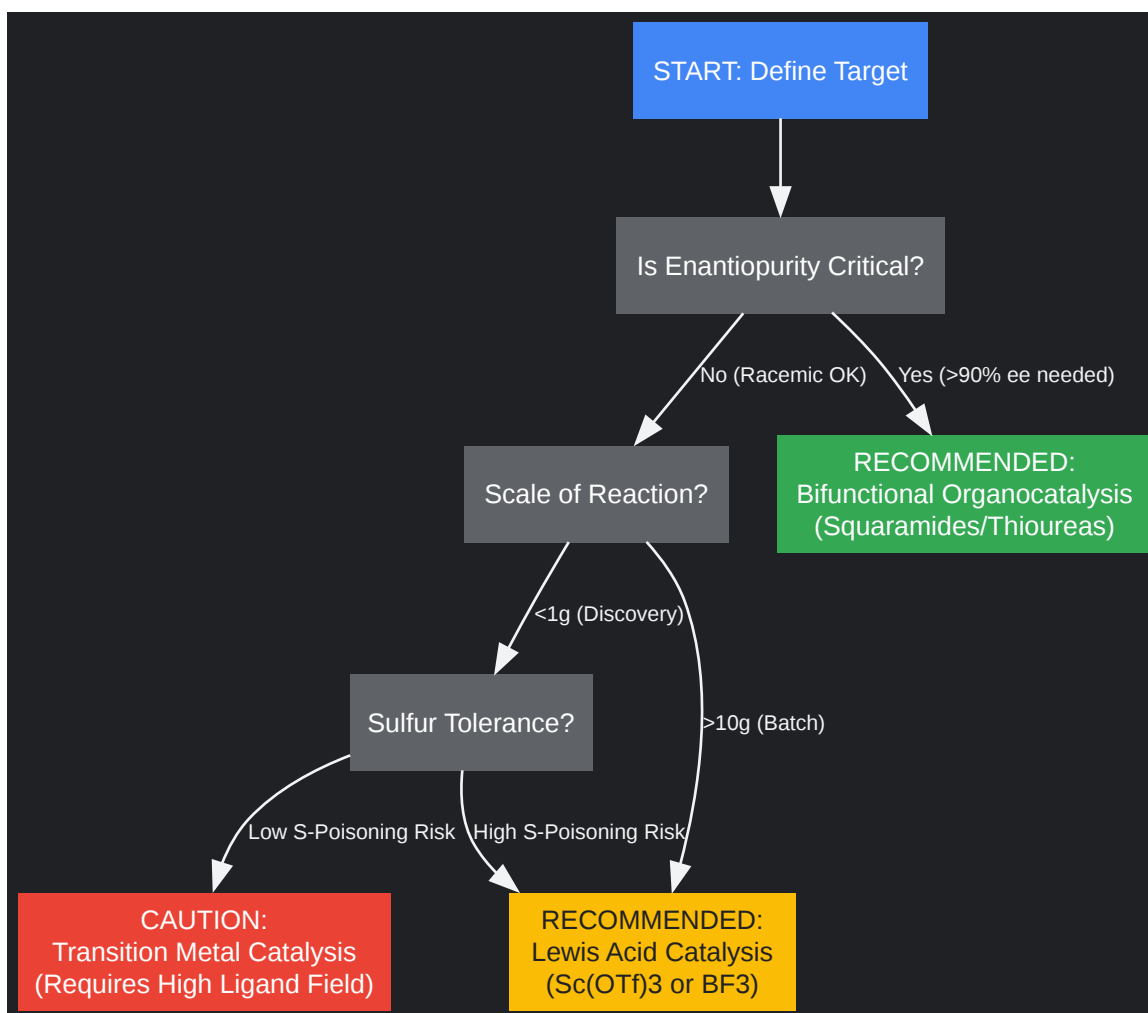 START: Define Target
Is Enantiopurity Critical?
No (Racemic OK)
Yes (>90% ee needed)
RECOMMENDED:
Bifunctional Organocatalysis
(Squaramides/Thioureas)
Scale of Reaction?
<1g (Discovery)
>10g (Batch)
Sulfur Tolerance?
Low S-Poisoning Risk
High S-Poisoning Risk
CAUTION:
Transition Metal Catalysis
(Requires High Ligand Field)
RECOMMENDED:
Lewis Acid Catalysis
(Sc(OTf)3 or BF3)